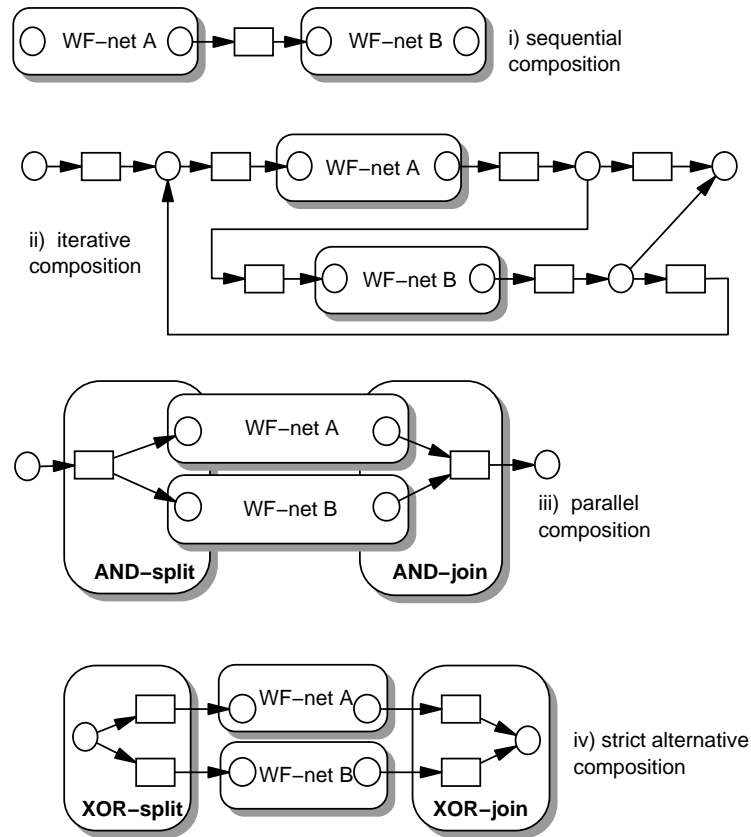 WF−net A
WF−net B
i) sequential
composition
WF−net A
ii) iterative
composition
WF−net B
WF−net A
WF−net B
iii) parallel
composition
AND−split
AND−join
WF−net A
WF−net B
iv) strict alternative
composition
XOR−split
XOR−join